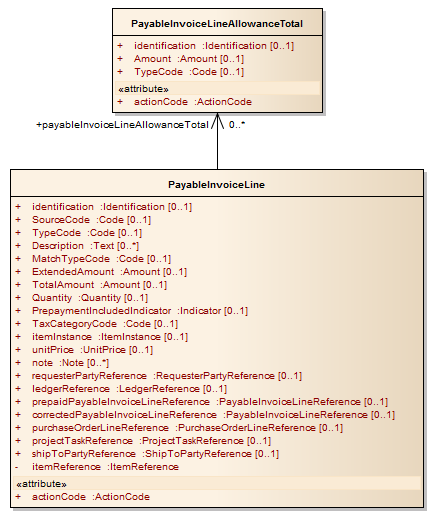 PayableInvoiceLineAllowanceTotal
+ identification :Identification [0..1]
+ Amount :Amount [0..1]
+ TypeCode :Code [0..1]
«attribute»
+ actionCode :ActionCode
+payableInvoiceLineAllowanceTotal 0..*
PayableInvoiceLine
+ identification :Identification [0..1]
+ SourceCode :Code [0..1]
+ TypeCode :Code [0..1]
+ Description :Text [0..*]
+ MatchTypeCode :Code [0..1]
+ ExtendedAmount :Amount [0..1]
+ TotalAmount :Amount [0..1]
+ Quantity :Quantity [0..1]
+ PrepaymentIncludedIndicator :Indicator [0..1]
+ TaxCategoryCode :Code [0..1]
+ itemInstance :ItemInstance [0..1]
+ unitPrice :UnitPrice [0..1]
+ note :Note [0..*]
+ requesterPartyReference :RequesterPartyReference [0..1]
+ ledgerReference :LedgerReference [0..1]
+ prepaidPayableInvoiceLineReference :PayableInvoiceLineReference [0..1]
+ correctedPayableInvoiceLineReference :PayableInvoiceLineReference [0..1]
+ purchaseOrderLineReference :PurchaseOrderLineReference [0..1]
+ projectTaskReference :ProjectTaskReference [0..1]
+ shipToPartyReference :ShipToPartyReference [0..1]
- itemReference :ItemReference
«attribute»
+ actionCode :ActionCode